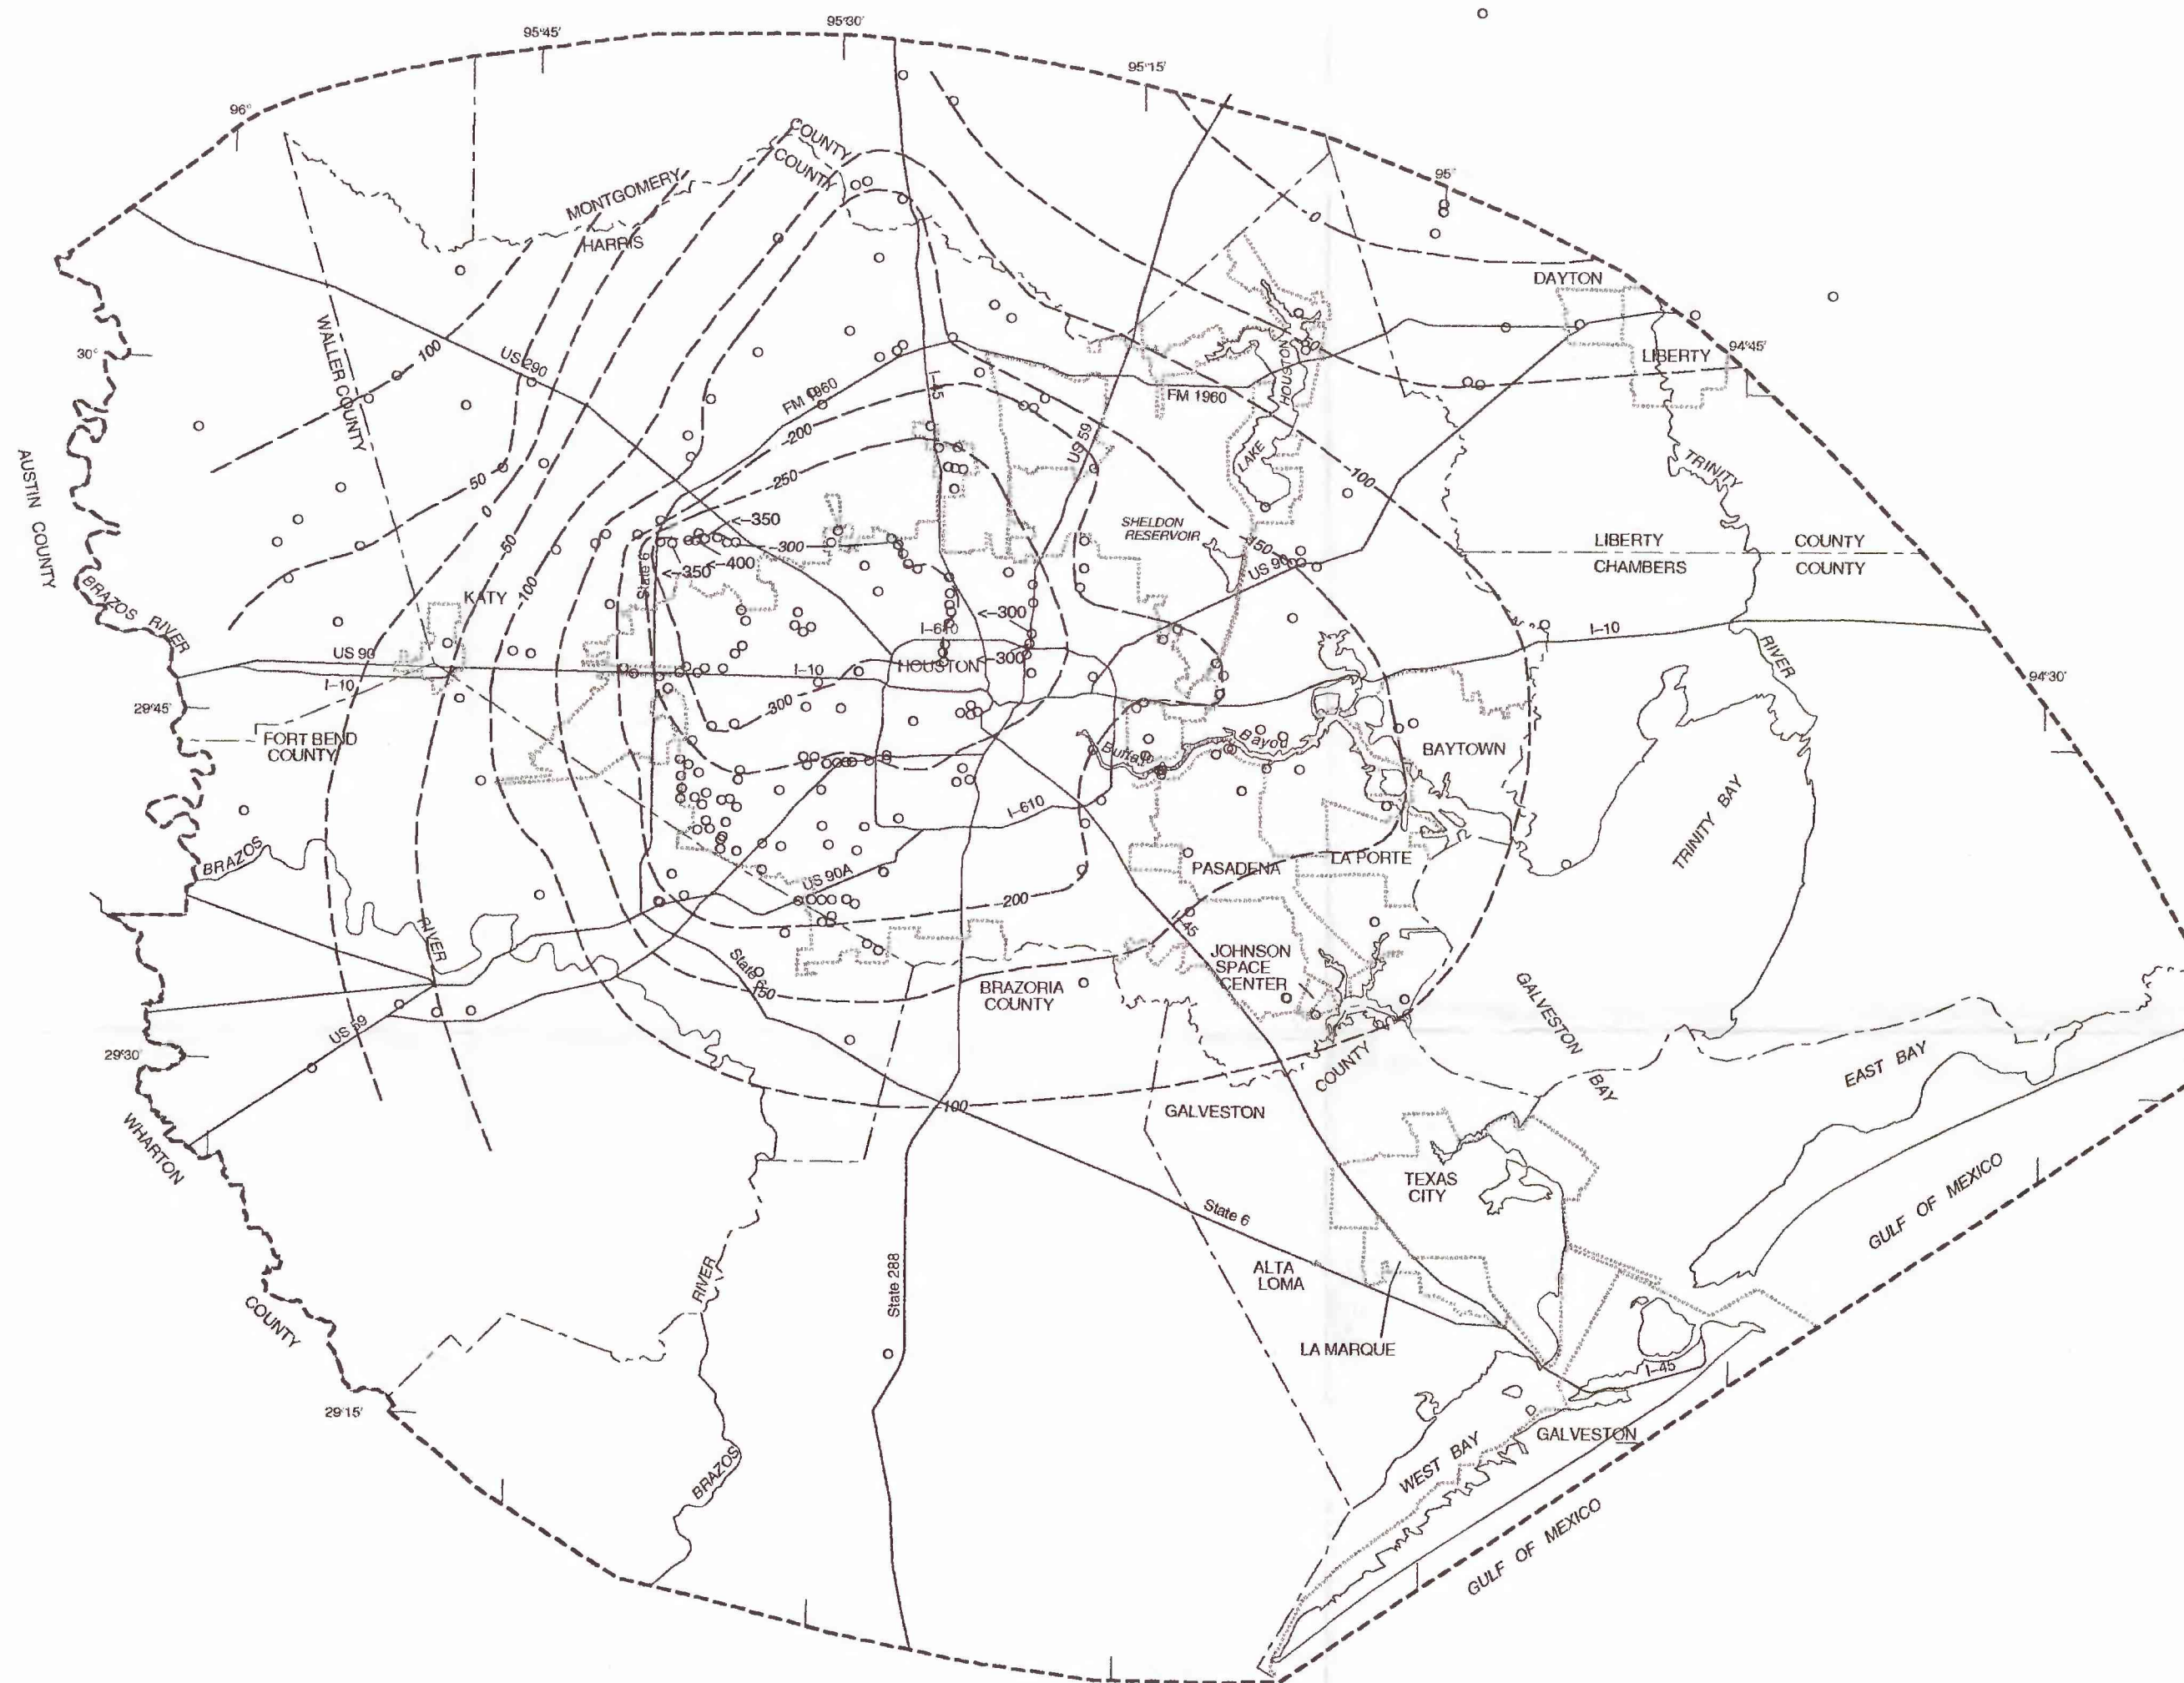 95°45'
95°30'
95°15'
96°
95°
COUNTY
COUNTY
MONTGOMERY
HARRIS
0
DAYTON
WALLER COUNTY
30°
100
US 290
I-45
FM 1960
FM 1960
HOUSTON
LAKE
LIBERTY
94°45'
-200
US 59
AUSTIN COUNTY
50
-250
-100
TRINITY
0
<-350
SHELDON
RESERVOIR
-50
-300
-150
LIBERTY
COUNTY
CHAMBERS
COUNTY
State 6
<-350
<-400
US 90
BRAZOS
RIVER
KATY
-100
<-300
I-610
I-10
RIVER
US 90
I-10
I-10
HOUSTON
<-300
94°30'
29°45'
-300
FORT BEND
COUNTY
Buffalo
Bayou
BAYTOWN
I-610
TRINITY BAY
BRAZOS
US 90A
PASADENA
LA PORTE
-200
RIVER
I-45
State 6
-150
BRAZORIA
COUNTY
JOHNSON
SPACE
CENTER
GALVESTON
BAY
US 59
29°30'
COUNTY
EAST BAY
-100
GALVESTON
WHARTON
COUNTY
TEXAS
CITY
GULF OF MEXICO
State 6
RIVER
State 288
ALTA
LOMA
LA MARQUE
I-45
29°15'
GALVESTON
WEST BAY
BRAZOS
GULF OF MEXICO